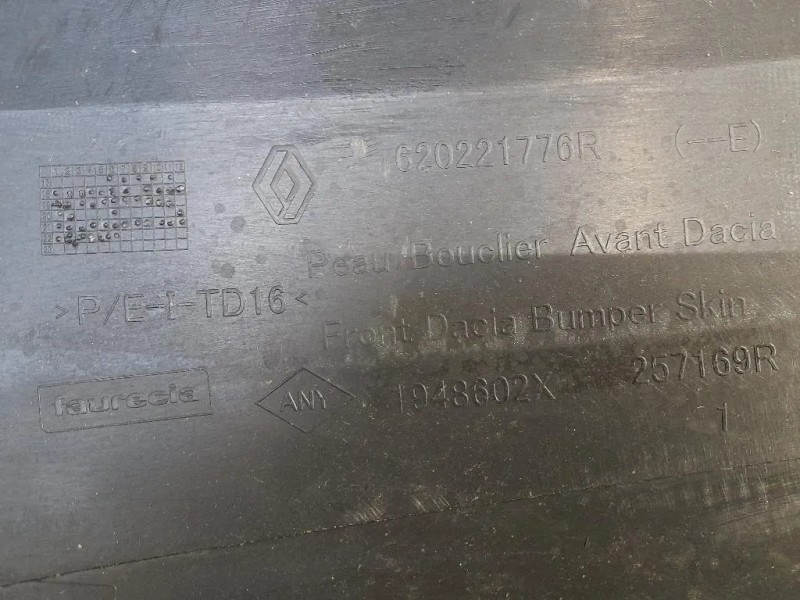 620221776R (--E)
Peau Bouclier Avant Dacia
>P/E-I-TD16<
Front Dacia Bumper Skin
faurecia
ANY
1948602X
257169R
1